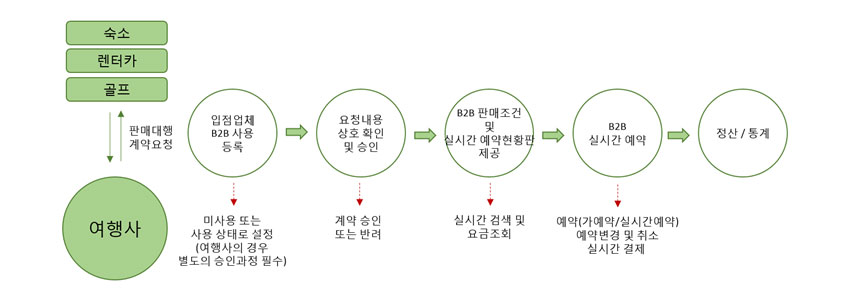 숙소
렌터카
골프
판매대행
계약요청
여행사
입점업체
B2B 사용
등록
미사용 또는
사용 상태로 설정
(여행사의 경우
별도의 승인과정 필수)
요청내용
상호 확인
및 승인
계약 승인
또는 반려
B2B 판매조건
및
실시간 예약현황판
제공
실시간 검색 및
요금조회
B2B
실시간 예약
예약(가예약/실시간예약)
예약변경 및 취소
실시간 결제
정산 / 통계